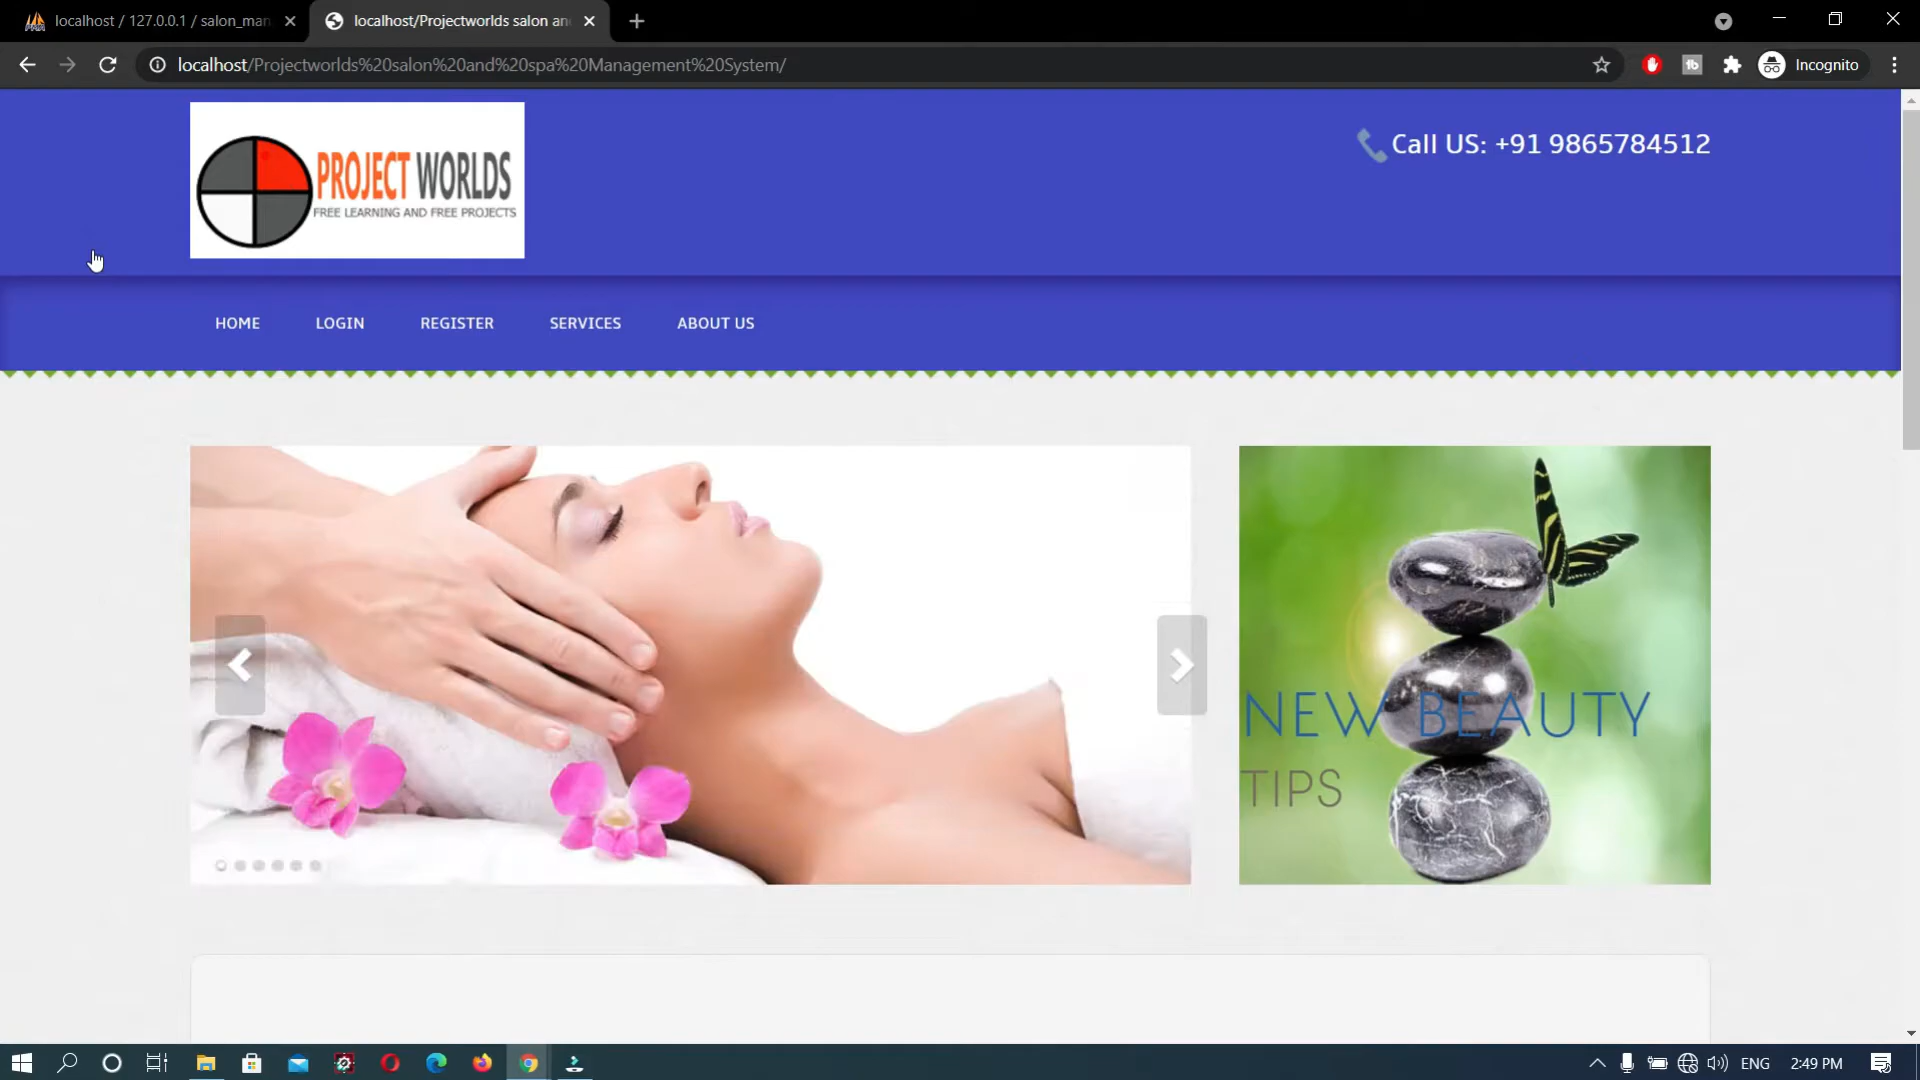 localhost / 127.0.0.1 / salon_man
localhost/Projectworlds salon an
localhost/Projectworlds%20salon%20and%20spa%20Management%20System/
Incognito
PROJECT WORLDS
FREE LEARNING AND FREE PROJECTS
Call US: +91 9865784512
HOME
LOGIN
REGISTER
SERVICES
ABOUT US
NEW BEAUTY
TIPS
ENG
2:49 PM